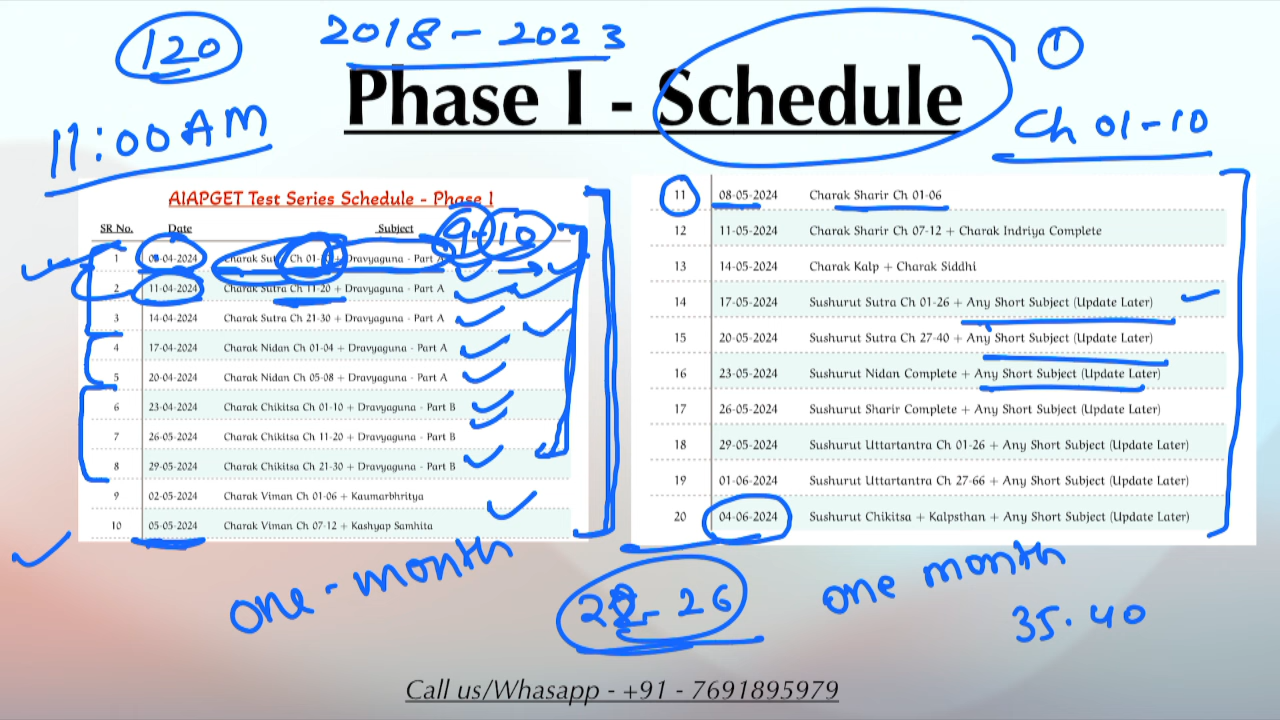 120
2018 - 2023
①
Phase I - Schedule
11:00 AM
Ch 01-10
AIAPGET Test Series Schedule - Phase 1
SR No. Date Subject
9 - 10
1 -04-2024 Charak Ch 01- + Dravyaguna - Part A
2 11-04-2024 Charak Sutra Ch 11-20 + Dravyaguna - Part A
3 14-04-2024 Charak Sutra Ch 21-30 + Dravyaguna - Part A
4 17-04-2024 Charak Nidan Ch 01-04 + Dravyaguna - Part A
5 20-04-2024 Charak Nidan Ch 05-08 + Dravyaguna - Part A
6 23-04-2024 Charak Chikitsa Ch 01-10 + Dravyaguna - Part B
7 26-05-2024 Charak Chikitsa Ch 11-20 + Dravyaguna - Part B
8 29-05-2024 Charak Chikitsa Ch 21-30 + Dravyaguna - Part B
9 02-05-2024 Charak Viman Ch 01-06 + Kaumarbhritya
10 05-05-2024 Charak Viman Ch 07-12 + Kashyap Samhita
one-month
11 08-05-2024 Charak Sharir Ch 01-06
12 11-05-2024 Charak Sharir Ch 07-12 + Charak Indriya Complete
13 14-05-2024 Charak Kalp + Charak Siddhi
14 17-05-2024 Sushurut Sutra Ch 01-26 + Any Short Subject (Update Later)
15 20-05-2024 Sushurut Sutra Ch 27-40 + Any Short Subject (Update Later)
16 23-05-2024 Sushurut Nidan Complete + Any Short Subject (Update Later)
17 26-05-2024 Sushurut Sharir Complete + Any Short Subject (Update Later)
18 29-05-2024 Sushurut Uttartantra Ch 01-26 + Any Short Subject (Update Later)
19 01-06-2024 Sushurut Uttartantra Ch 27-66 + Any Short Subject (Update Later)
20 04-06-2024 Sushurut Chikitsa + Kalpsthan + Any Short Subject (Update Later)
one month
26
35.40
Call us/Whasapp - +91 - 7691895979